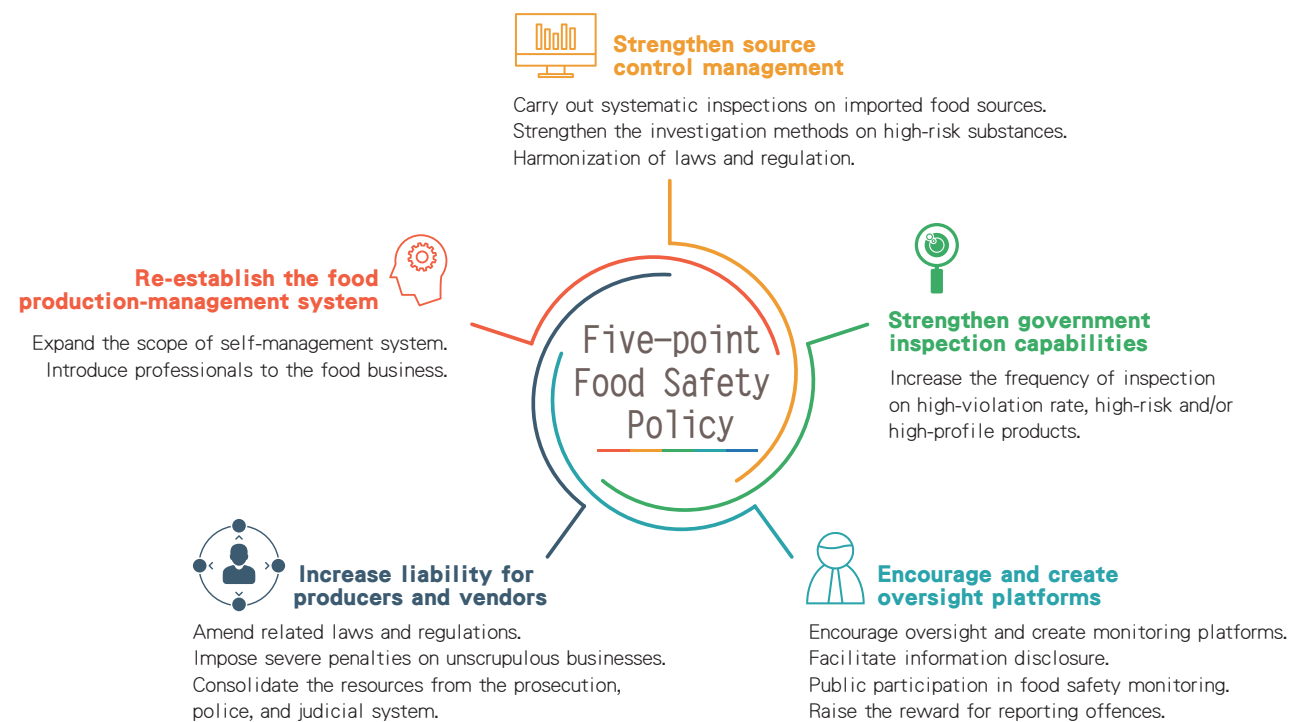 Strengthen source
control management
Carry out systematic inspections on imported food sources.
Strengthen the investigation methods on high-risk substances.
Harmonization of laws and regulation.
Re-establish the food
production-management system
Expand the scope of self-management system.
Introduce professionals to the food business.
Five-point
Food Safety
Policy
Strengthen government
inspection capabilities
Increase the frequency of inspection
on high-violation rate, high-risk and/or
high-profile products.
Increase liability for
producers and vendors
Amend related laws and regulations.
Impose severe penalties on unscrupulous businesses.
Consolidate the resources from the prosecution,
police, and judicial system.
Encourage and create
oversight platforms
Encourage oversight and create monitoring platforms.
Facilitate information disclosure.
Public participation in food safety monitoring.
Raise the reward for reporting offences.